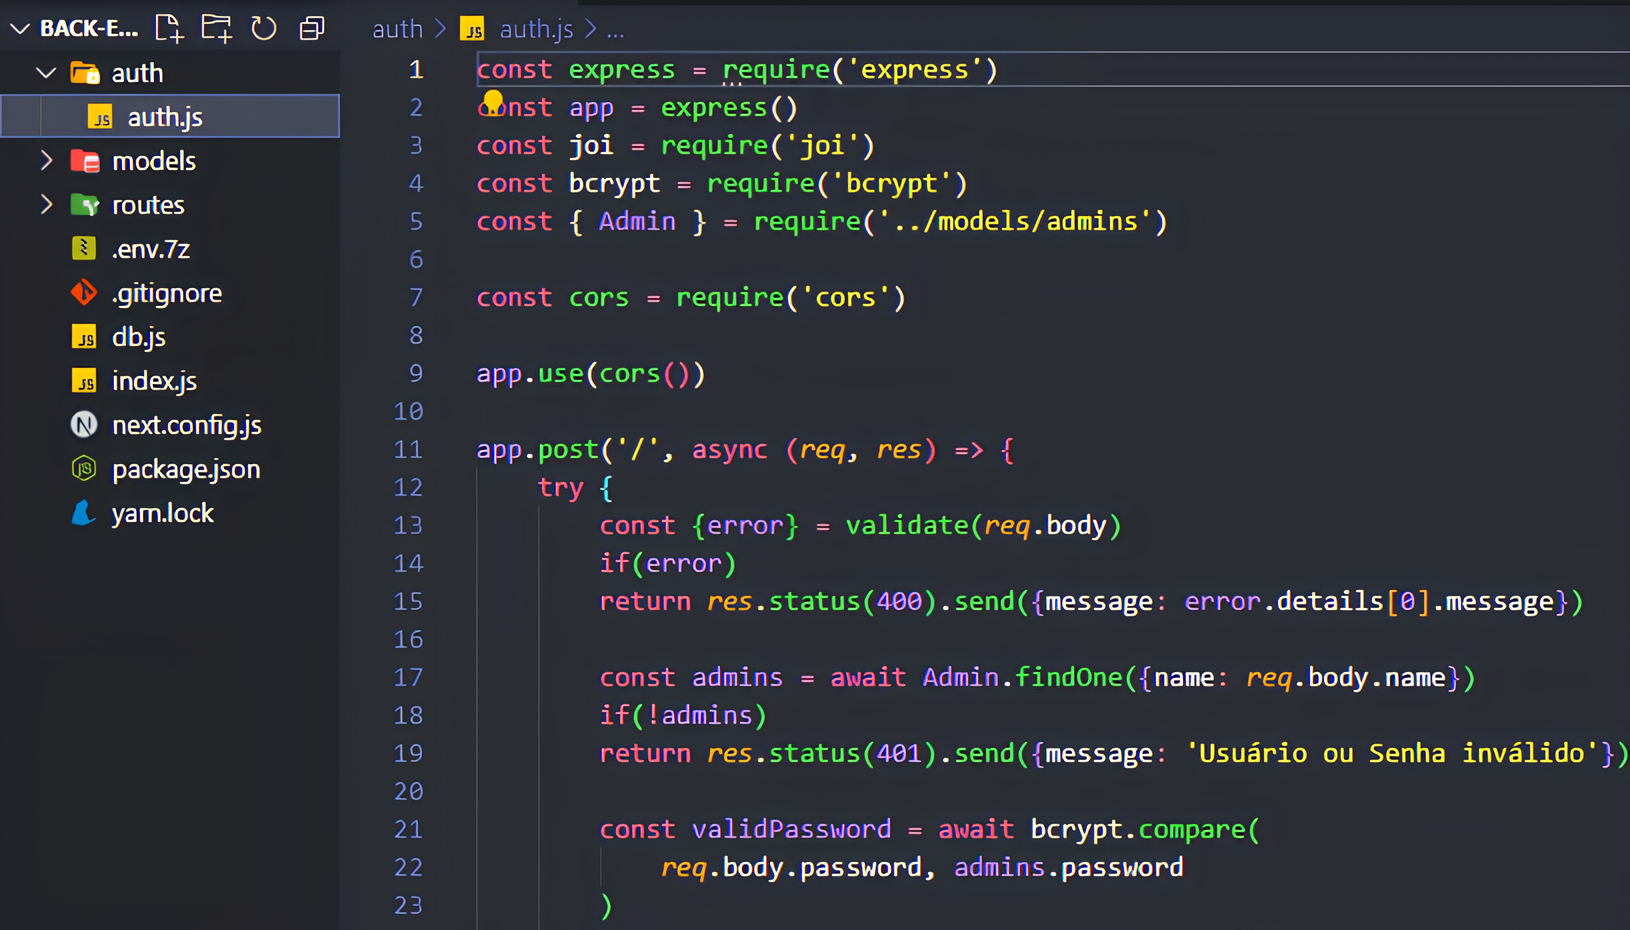 BACK-E...
auth
auth.js
models
routes
.env.7z
.gitignore
db.js
index.js
next.config.js
package.json
yarn.lock
auth > JS auth.js > ...
1 const express = require('express')
2 const app = express()
3 const joi = require('joi')
4 const bcrypt = require('bcrypt')
5 const { Admin } = require('../models/admins')
6
7 const cors = require('cors')
8
9 app.use(cors())
10
11 app.post('/', async (req, res) => {
12 try {
13 const {error} = validate(req.body)
14 if(error)
15 return res.status(400).send({message: error.details[0].message})
16
17 const admins = await Admin.findOne({name: req.body.name})
18 if(!admins)
19 return res.status(401).send({message: 'Usuário ou Senha inválido'})
20
21 const validPassword = await bcrypt.compare(
22 req.body.password, admins.password
23 )